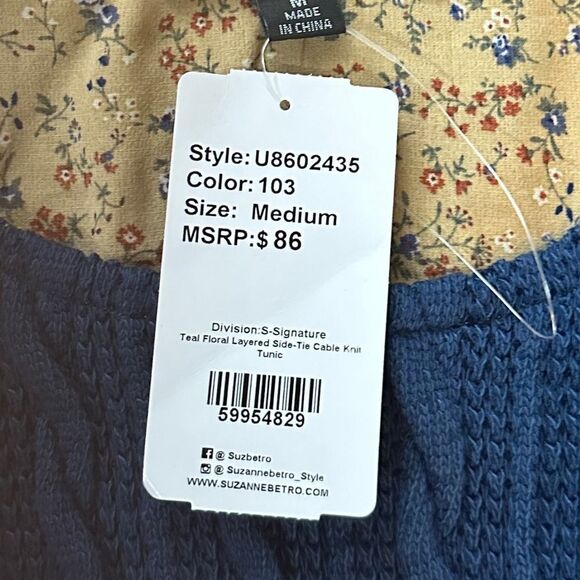 M
MADE
IN CHINA
Style: U8602435
Color: 103
Size: Medium
MSRP:$ 86
Division:S-Signature
Teal Floral Layered Side-Tie Cable Knit
Tunic
59954829
@ Suzbetro
@ Suzannebetro_Style
WWW.SUZANNEBETRO.COM